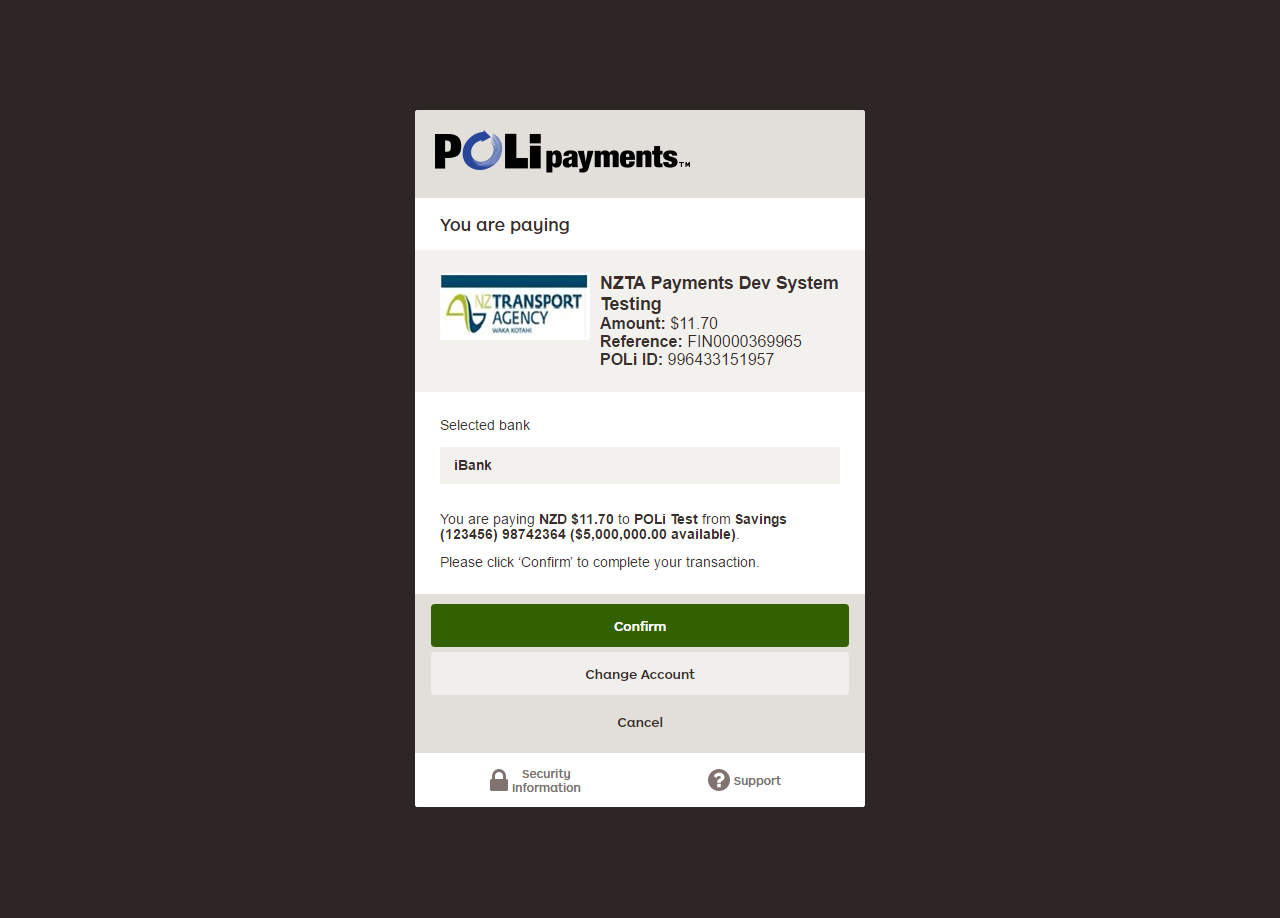 POLi payments™
You are paying
NZ TRANSPORT
AGENCY
WAKA KOTAHI
NZTA Payments Dev System
Testing
Amount: $11.70
Reference: FIN0000369965
POLi ID: 996433151957
Selected bank
iBank
You are paying NZD $11.70 to POLi Test from Savings
(123456) 98742364 ($5,000,000.00 available).
Please click ‘Confirm’ to complete your transaction.
Confirm
Change Account
Cancel
Security
Information
Support